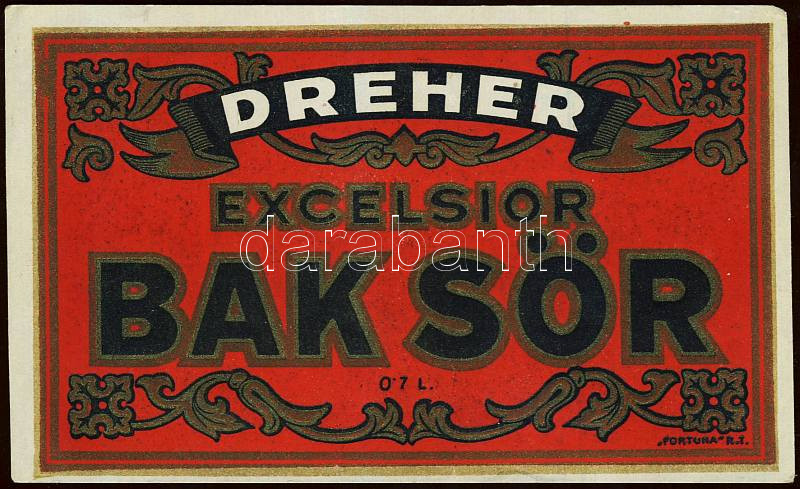 DREHER
EXCELSIOR
darabanth
BAK SÖR
0'7 L.
„FORTUNA" R.T.